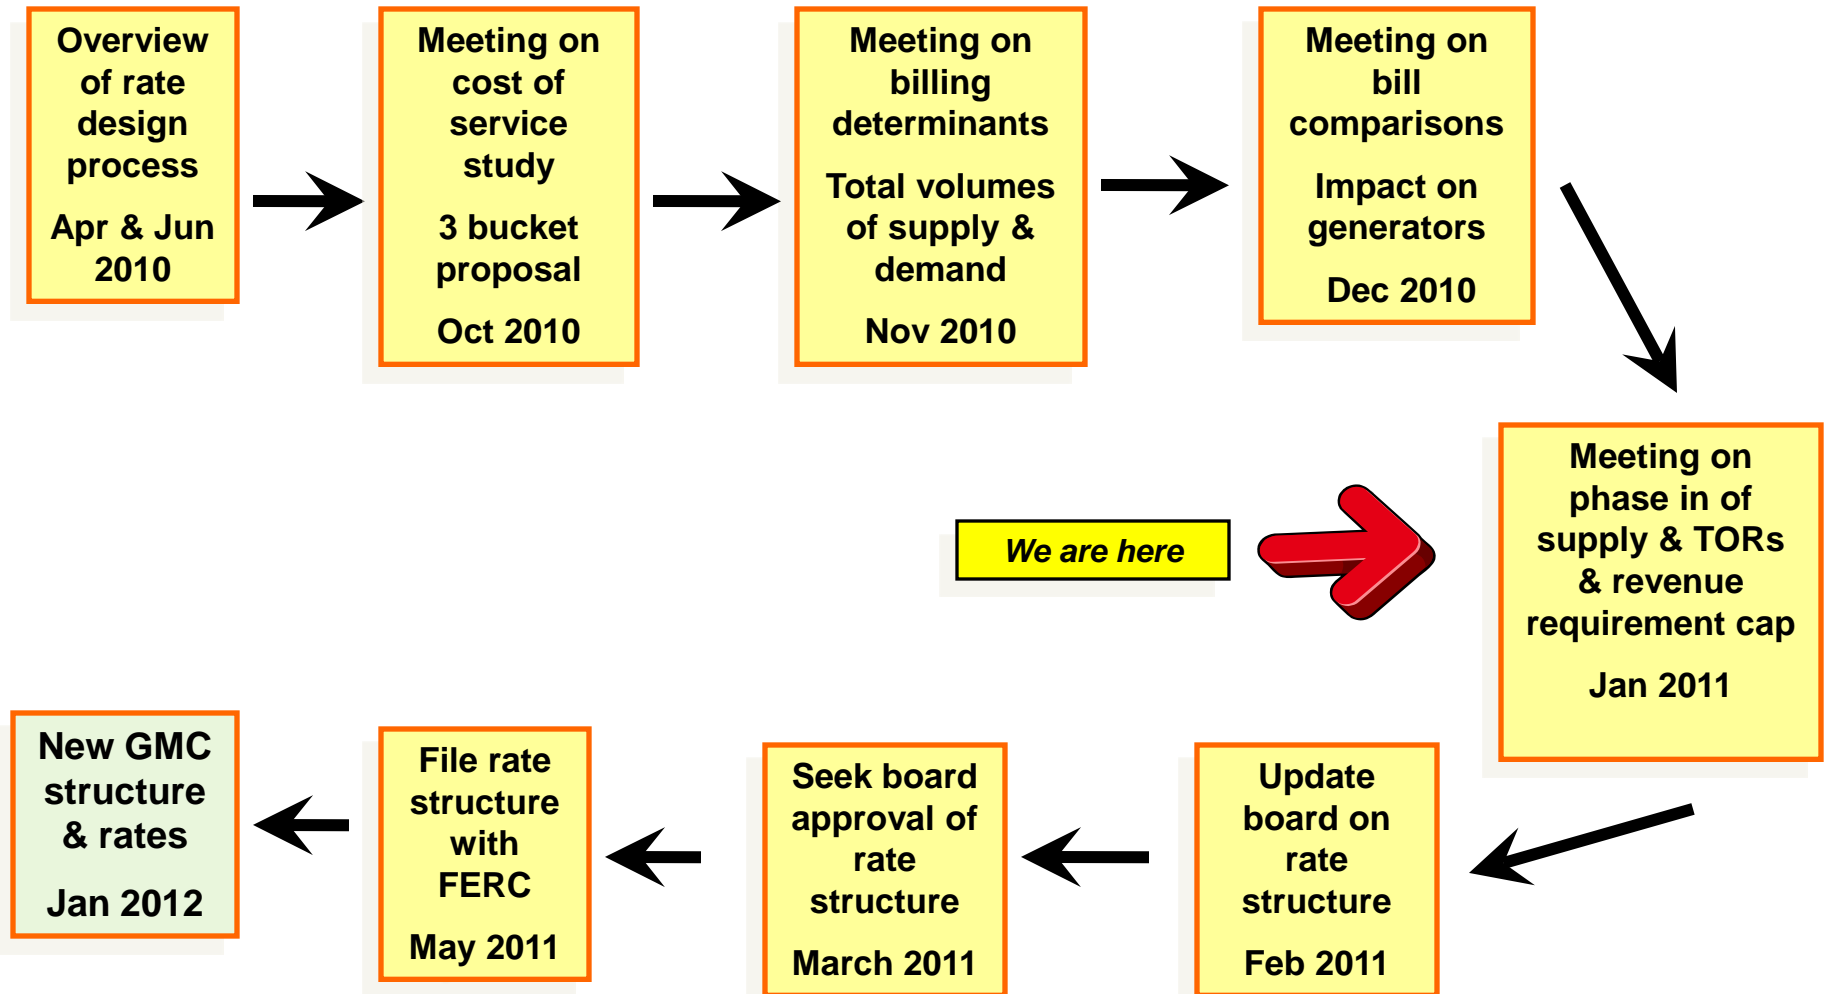 Overview
of rate
design
process
Apr & Jun
2010
Meeting on
cost of
service
study
3 bucket
proposal
Oct 2010
Meeting on
billing
determinants
Total volumes
of supply &
demand
Nov 2010
Meeting on
bill
comparisons
Impact on
generators
Dec 2010
We are here
Meeting on
phase in of
supply & TORs
& revenue
requirement cap
Jan 2011
Update
board on
rate
structure
Feb 2011
Seek board
approval of
rate
structure
March 2011
File rate
structure
with
FERC
May 2011
New GMC
structure
& rates
Jan 2012